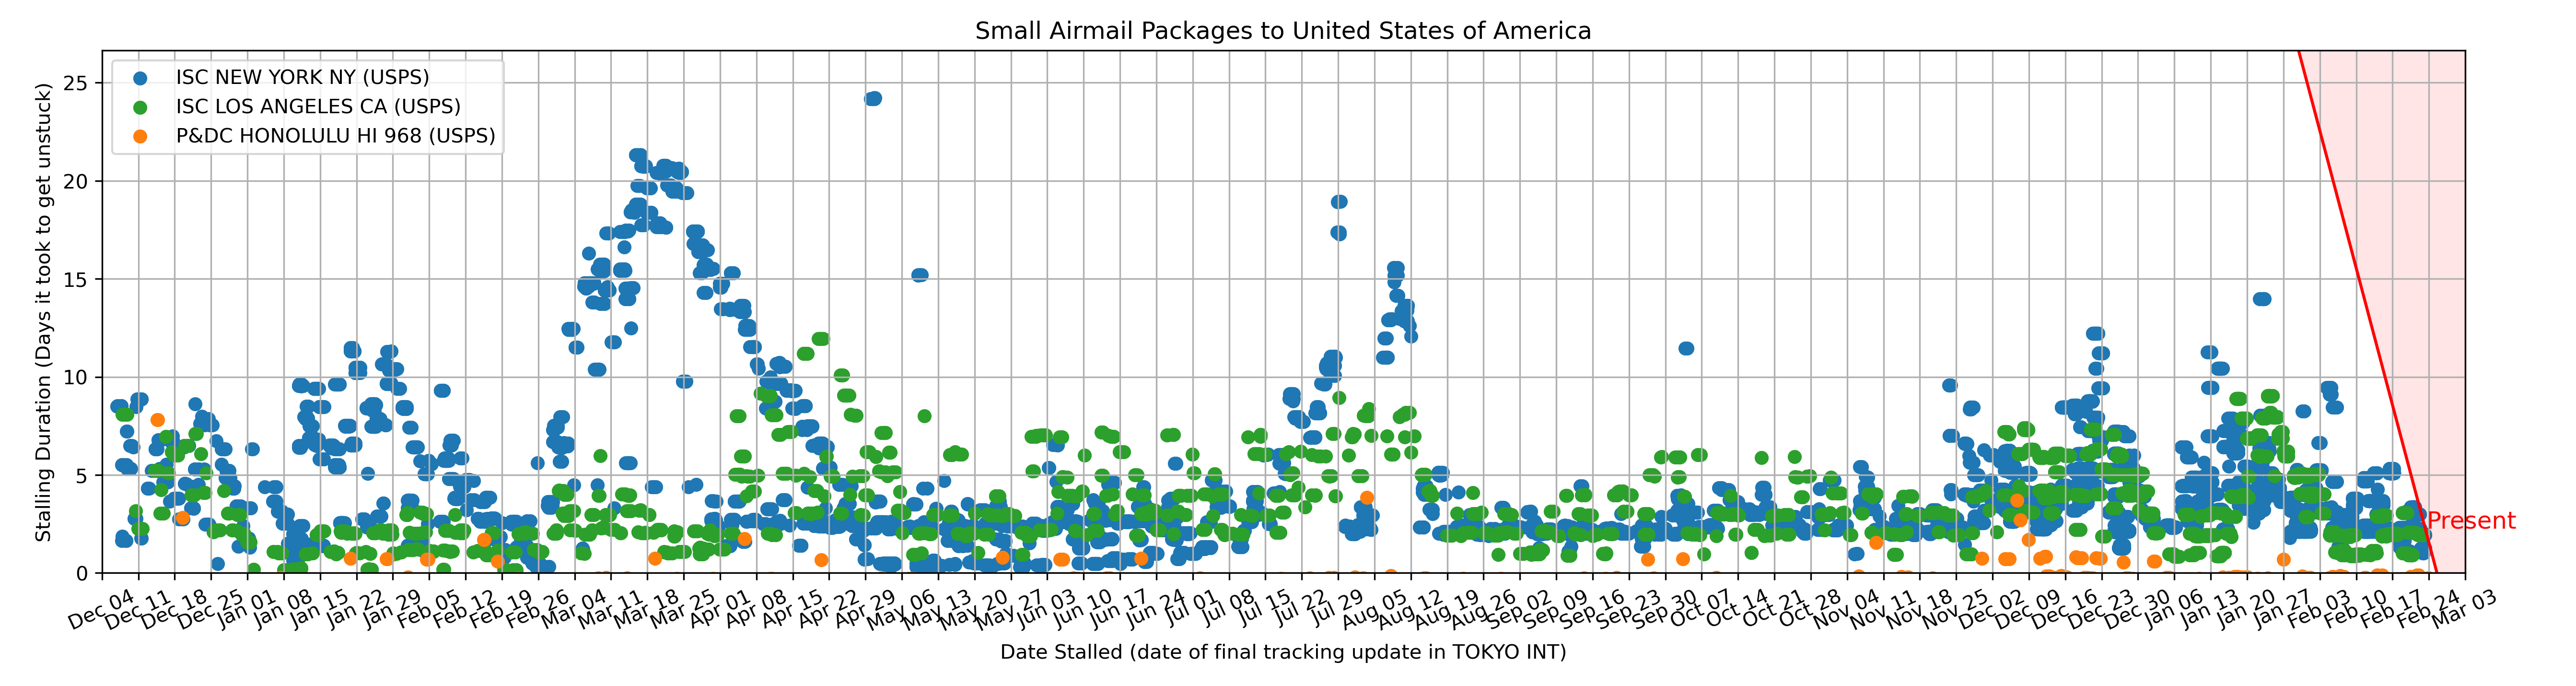 Small Airmail Packages to United States of America
ISC NEW YORK NY (USPS)
ISC LOS ANGELES CA (USPS)
P&DC HONOLULU HI 968 (USPS)
Stalling Duration (Days it took to get unstuck)
25
20
15
10
5
0
Present
Dec 04
Dec 11
Dec 18
Dec 25
Jan 01
Jan 08
Jan 15
Jan 22
Jan 29
Feb 05
Feb 12
Feb 19
Feb 26
Mar 04
Mar 11
Mar 18
Mar 25
Apr 01
Apr 08
Apr 15
Apr 22
Apr 29
May 06
May 13
May 20
May 27
Jun 03
Jun 10
Jun 17
Jun 24
Jul 01
Jul 08
Jul 15
Jul 22
Jul 29
Aug 05
Aug 12
Aug 19
Aug 26
Sep 02
Sep 09
Sep 16
Sep 23
Sep 30
Oct 07
Oct 14
Oct 21
Oct 28
Nov 04
Nov 11
Nov 18
Nov 25
Dec 02
Dec 09
Dec 16
Dec 23
Dec 30
Jan 06
Jan 13
Jan 20
Jan 27
Feb 03
Feb 10
Feb 17
Feb 24
Mar 03
Date Stalled (date of final tracking update in TOKYO INT)